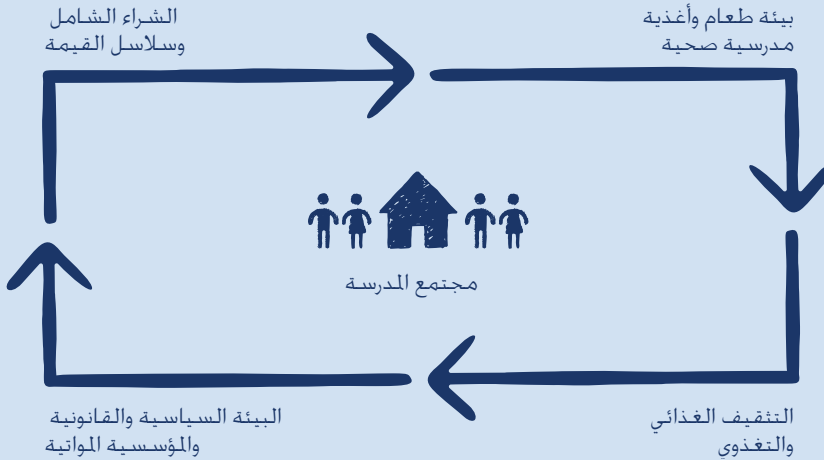 بيئة طعام وأغذية
مدرسية صحية
الشراء الشامل
وسلاسل القيمة
مجتمع المدرسة
التثقيف الغذائي
والتغذوي
البيئة السياسية والقانونية
والمؤسسية المواتية